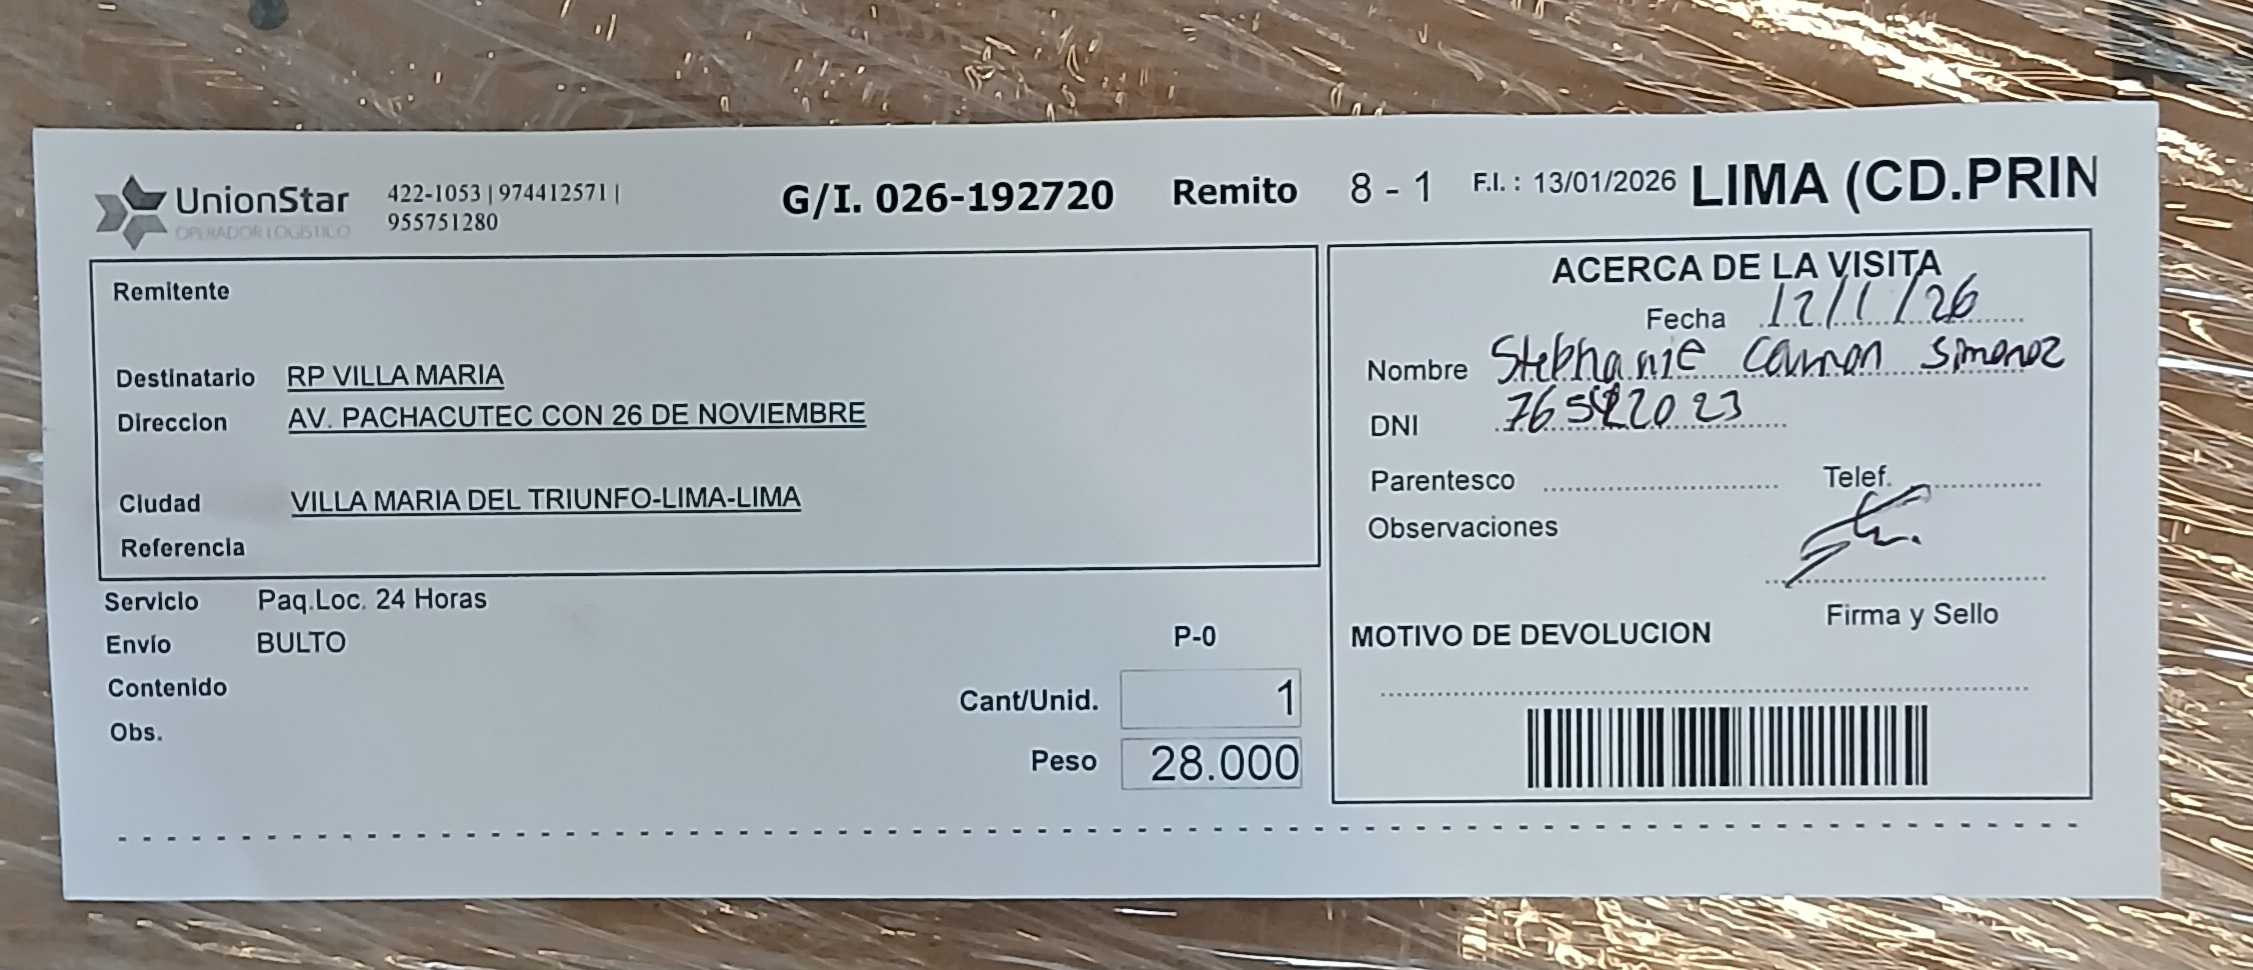 UnionStar
OPERADOR LOGISTICO
422-1053 | 974412571 |
955751280
G/I. 026-192720 Remito 8 - 1 F.I. : 13/01/2026 LIMA (CD.PRIN
Remitente
Destinatario RP VILLA MARIA
Direccion AV. PACHACUTEC CON 26 DE NOVIEMBRE
Ciudad VILLA MARIA DEL TRIUNFO-LIMA-LIMA
Referencia
Servicio Paq.Loc. 24 Horas
Envío BULTO
P-0
Contenido
Cant/Unid. 1
Obs.
Peso 28.000
ACERCA DE LA VISITA
Fecha 12/1/26
Nombre Stephanie
DNI
Parentesco Telef.
Observaciones
Firma y Sello
MOTIVO DE DEVOLUCION